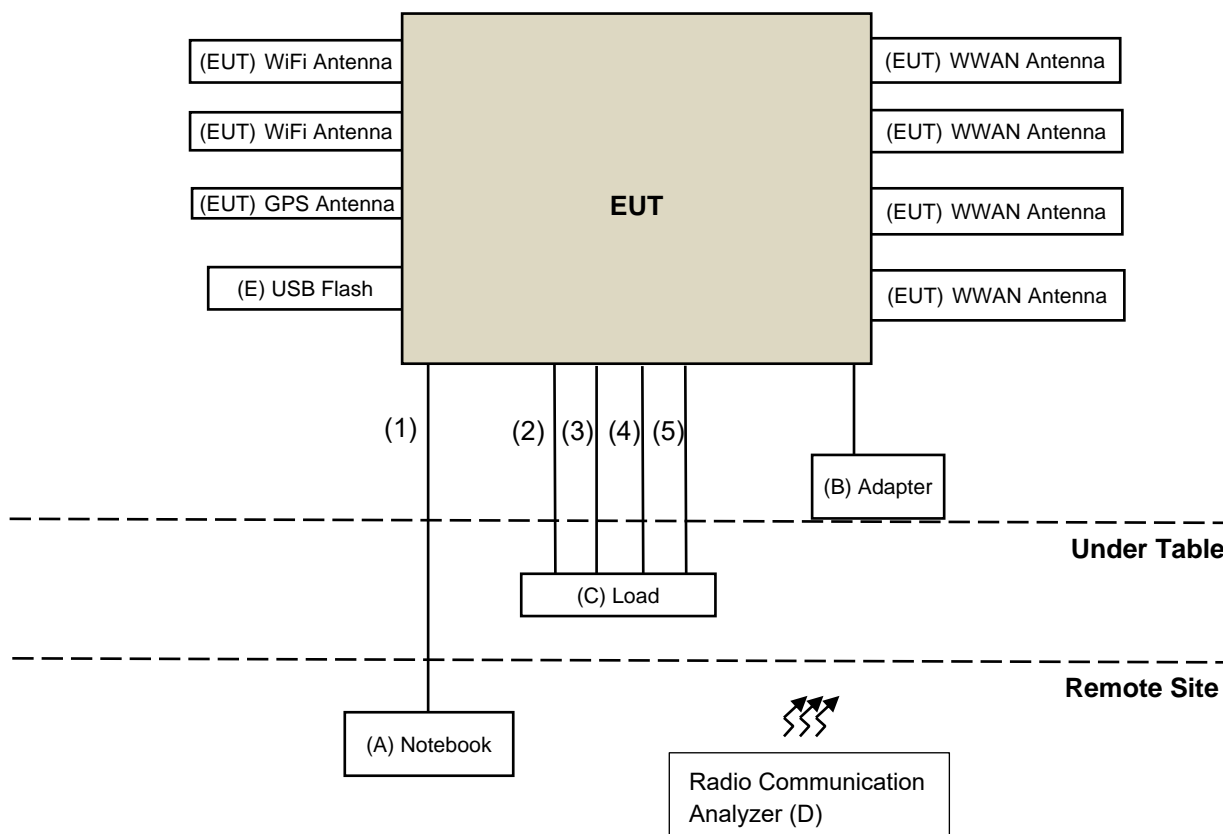 (EUT) WiFi Antenna
(EUT) WiFi Antenna
(EUT) GPS Antenna
(E) USB Flash
EUT
(EUT) WWAN Antenna
(EUT) WWAN Antenna
(EUT) WWAN Antenna
(EUT) WWAN Antenna
(1)
(2)
(3)
(4)
(5)
(B) Adapter
Under Table
(C) Load
Remote Site
(A) Notebook
Radio Communication
Analyzer (D)